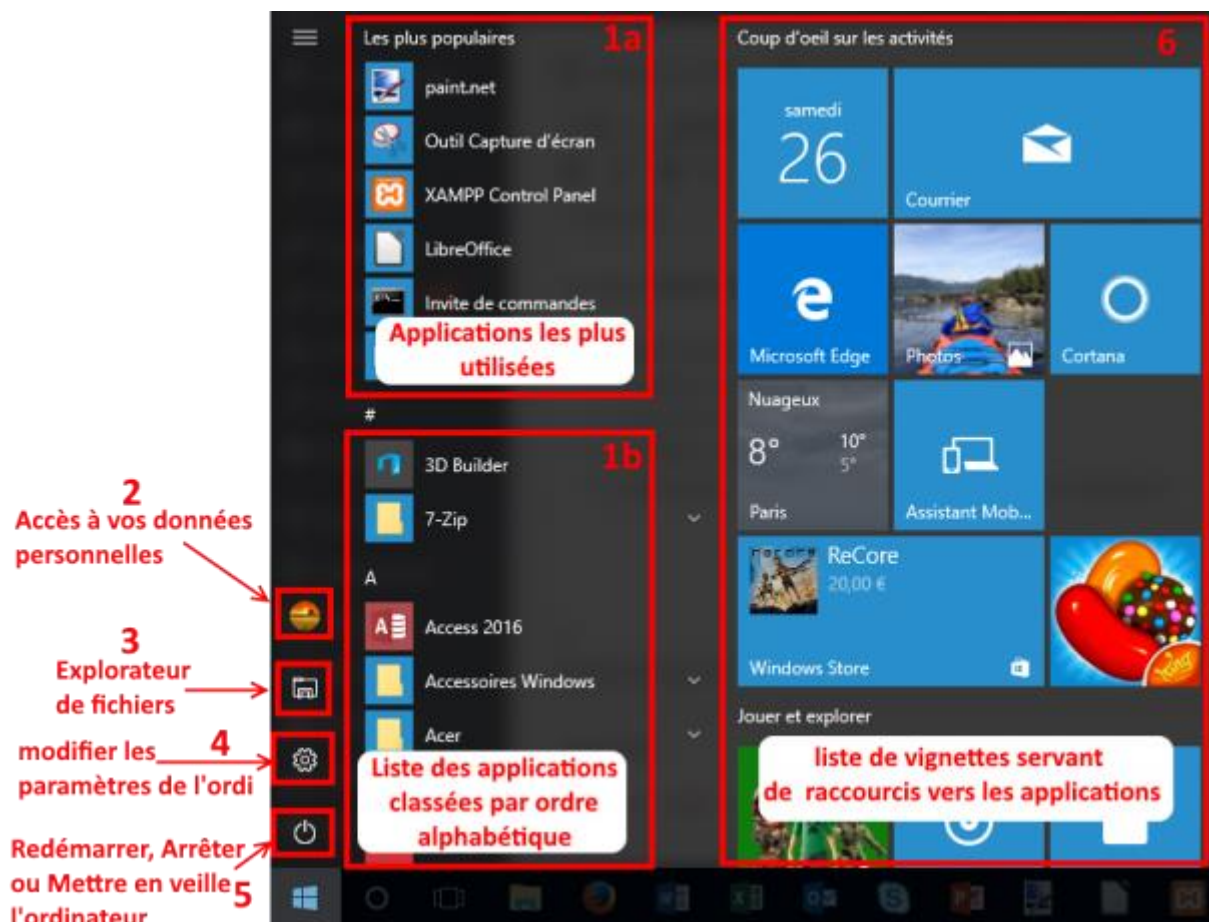 Les plus populaires
1a
paint.net
Outil Capture d'écran
XAMPP Control Panel
LibreOffice
Invite de commandes
Applications les plus
utilisées
#
1b
3D Builder
7-Zip
A
Access 2016
Accessoires Windows
Acer
Liste des applications
classées par ordre
alphabétique
2
Accès à vos données
personnelles
3
Explorateur
de fichiers
4
modifier les
paramètres de l'ordi
Redémarrer, Arrêter
ou Mettre en veille
5
l'ordinateur
Coup d'oeil sur les activités
6
samedi
26
Courrier
Microsoft Edge
Photos
Cortana
Nuageux
8°
10°
5°
Paris
Assistant Mob...
ReCore
20,00 €
Windows Store
King
Jouer et explorer
liste de vignettes servant
de raccourcis vers les applications